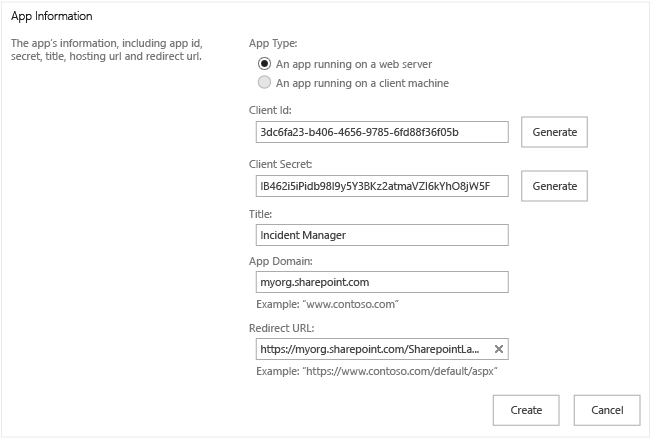 App Information
The app's information, including app id,
secret, title, hosting url and redirect url.
App Type:
An app running on a web server
An app running on a client machine
Client Id:
3dc6fa23-b406-4656-9785-6fd88f36f05b
Generate
Client Secret:
IB462i5iPidb98I9y5Y3BKz2atmaVZI6kYhO8jW5F
Generate
Title:
Incident Manager
App Domain:
myorg.sharepoint.com
Example: "www.contoso.com"
Redirect URL:
https://myorg.sharepoint.com/SharepointLa...
Example: "https://www.contoso.com/default/aspx"
Create
Cancel